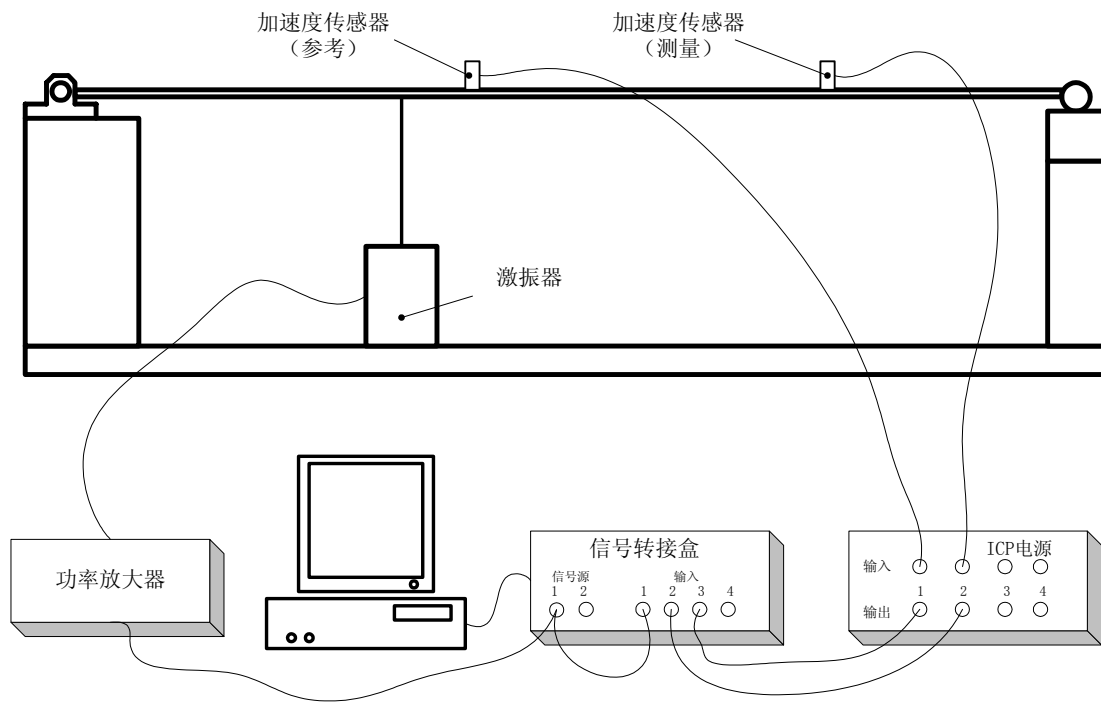 加速度传感器
（参考）
加速度传感器
（测量）
激振器
功率放大器
信号转接盒
信号源
输入
1 2 1 2 3 4
ICP电源
输入
1 2 3 4
输出